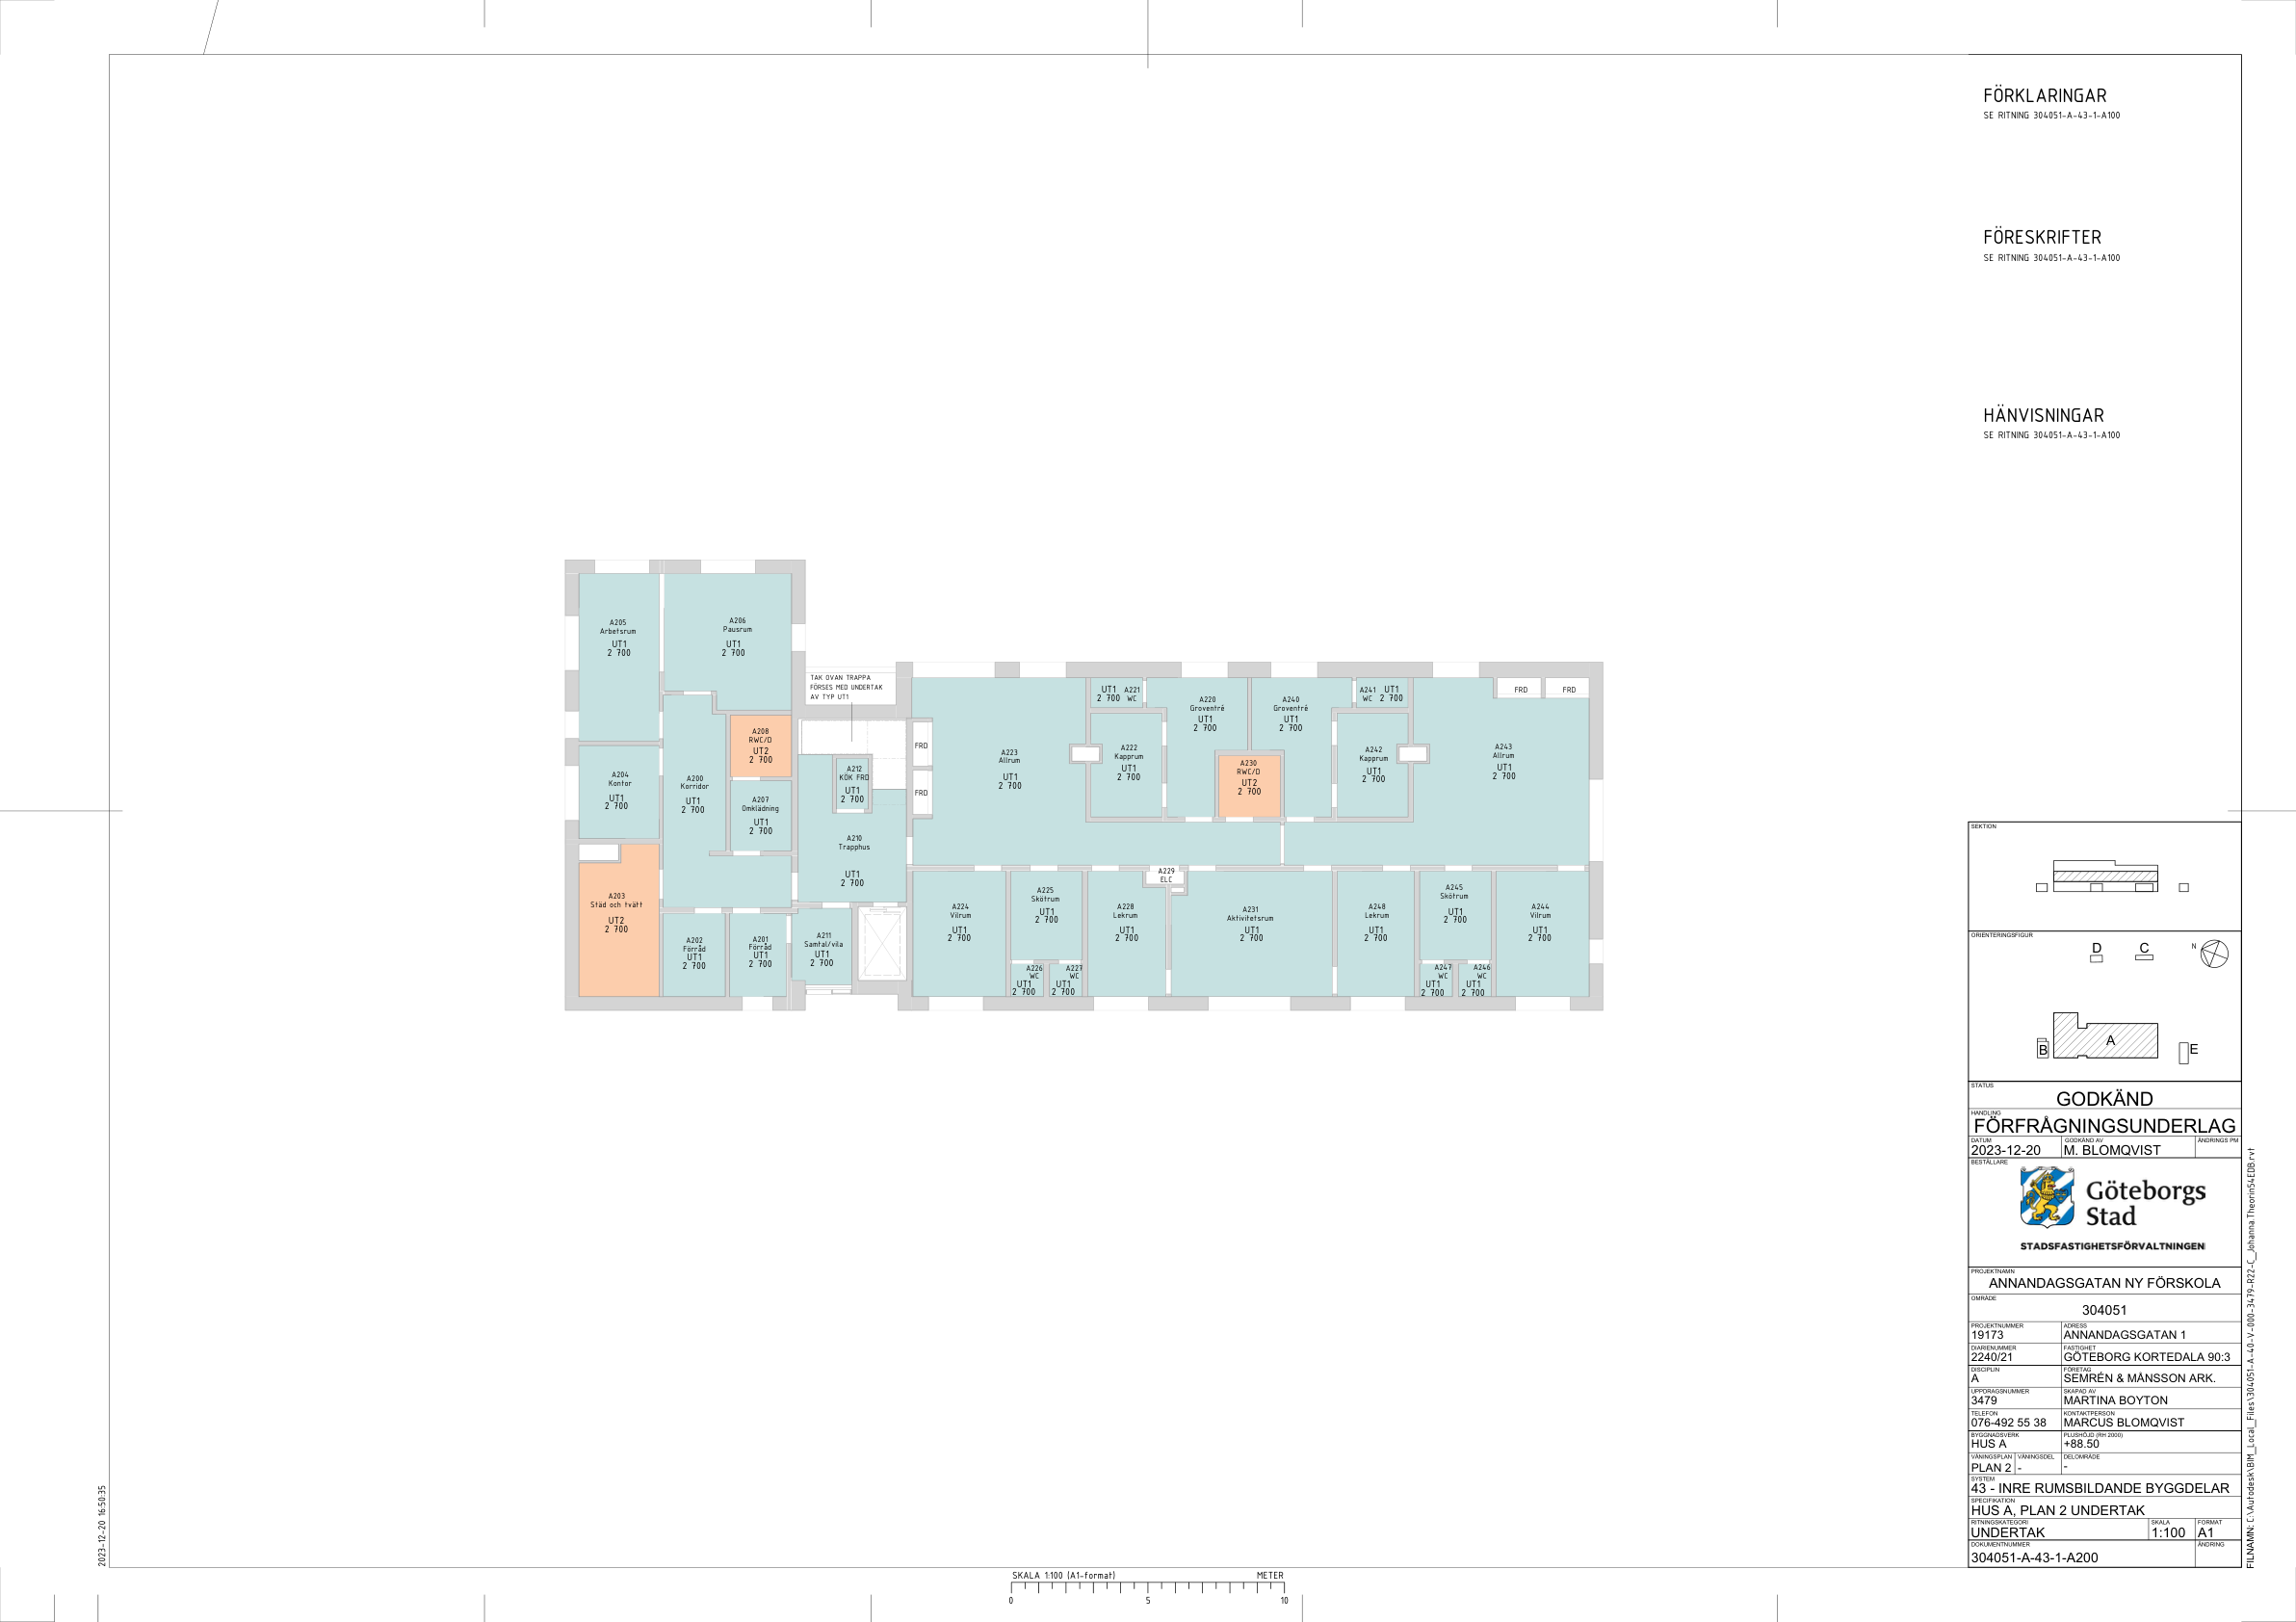 FÖRKLARINGAR
SE RITNING 304051-A-43-1-A100
FÖRESKRIFTER
SE RITNING 304051-A-43-1-A100
HÄNVISNINGAR
SE RITNING 304051-A-43-1-A100
A205
Arbetsrum
UT1
2 700
A206
Pausrum
UT1
2 700
TAK OVAN TRAPPA
FÖRSES MED UNDERTAK
AV TYP UT1
A208
RWC/D
UT2
2 700
A204
Kontor
UT1
2 700
A200
Korridor
UT1
2 700
A207
Omklädning
UT1
2 700
A212
KÖK FRD
UT1
2 700
A210
Trapphus
UT1
2 700
A203
Städ och tvätt
UT2
2 700
A202
Förråd
UT1
2 700
A201
Förråd
UT1
2 700
A211
Samtal/vila
UT1
2 700
FRD
FRD
A223
Allrum
UT1
2 700
UT1 A221
2 700 WC
A222
Kapprum
UT1
2 700
A220
Groventré
UT1
2 700
A240
Groventré
UT1
2 700
A230
RWC/D
UT2
2 700
A241 UT1
WC 2 700
A242
Kapprum
UT1
2 700
FRD
FRD
A243
Allrum
UT1
2 700
A224
Vilrum
UT1
2 700
A225
Skötrum
UT1
2 700
A226
WC
UT1
2 700
A227
WC
UT1
2 700
A228
Lekrum
UT1
2 700
A229
ELC
A231
Aktivitetsrum
UT1
2 700
A248
Lekrum
UT1
2 700
A245
Skötrum
UT1
2 700
A247
WC
UT1
2 700
A246
WC
UT1
2 700
A244
Vilrum
UT1
2 700
SEKTION
ORIENTERINGSFIGUR
D
C
N
A
B
E
STATUS
GODKÄND
HANDLING
FÖRFRÅGNINGSUNDERLAG
DATUM GODKÄND AV ÄNDRINGS PM
2023-12-20 M. BLOMQVIST
BESTÄLLARE
Göteborgs
Stad
STADSFASTIGHETSFÖRVALTNINGEN
PROJEKTNAMN
ANNANDAGSGATAN NY FÖRSKOLA
OMRÅDE
304051
PROJEKTNUMMER ADRESS
19173 ANNANDAGSGATAN 1
DIARIENUMMER FASTIGHET
2240/21 GÖTEBORG KORTEDALA 90:3
DISCIPLIN FÖRETAG
A SEMRÉN & MÅNSSON ARK.
UPPDRAGSNUMMER SKAPAD AV
3479 MARTINA BOYTON
TELEFON KONTAKTPERSON
076-492 55 38 MARCUS BLOMQVIST
BYGGNADSVERK PLUSHÖJD (RH 2000)
HUS A +88.50
VÅNINGSPLAN VÅNINGSDEL DELOMRÅDE
PLAN 2 - -
SYSTEM
43 - INRE RUMSBILDANDE BYGGDELAR
SPECIFIKATION
HUS A, PLAN 2 UNDERTAK
RITNINGSKATEGORI SKALA FORMAT
UNDERTAK 1:100 A1
DOKUMENTNUMMER ÄNDRING
304051-A-43-1-A200
FILNAMN: C:\Autodesk\BIM_Local_Files\304051-A-40-V-000-3479-R22-C_Johanna.Theorin54EDB.rvt
2023-12-20 16:50:35
SKALA 1:100 (A1-format) METER
0 5 10